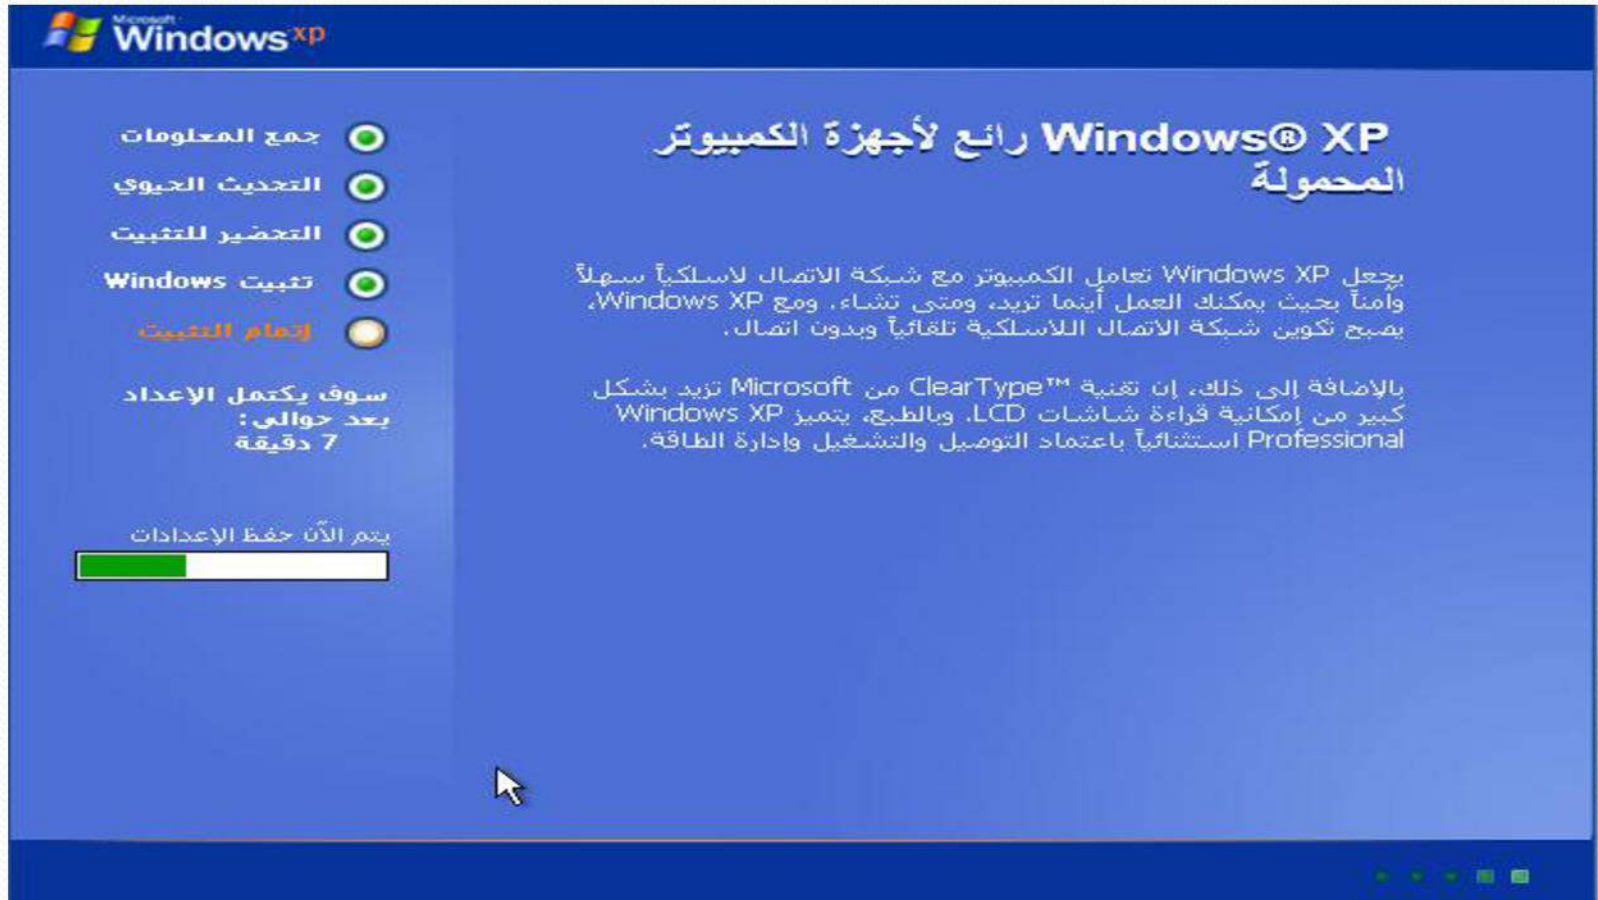 Microsoft
Windows xp
جمع المعلومات
التحديث الحيوي
التحضير للتثبيت
تثبيت Windows
إتمام التثبيت
سوف يكتمل الإعداد
بعد حوالي:
7 دقيقة
يتم الآن حفظ الإعدادات
Windows® XP رائع لأجهزة الكمبيوتر
المحمولة
يجعل Windows XP تعامل الكمبيوتر مع شبكة الاتصال لاسلكياً سهلاً
وآمناً بحيث يمكنك العمل أينما تريد، ومتى تشاء. ومع Windows XP،
يصبح تكوين شبكة الاتصال اللاسلكية تلقائياً وبدون اتصال.
بالإضافة إلى ذلك، إن تقنية ClearType™ من Microsoft تزيد بشكل
كبير من إمكانية قراءة شاشات LCD. وبالطبع، يتميز Windows XP
Professional استثنائياً باعتماد التوصيل والتشغيل وإدارة الطاقة.